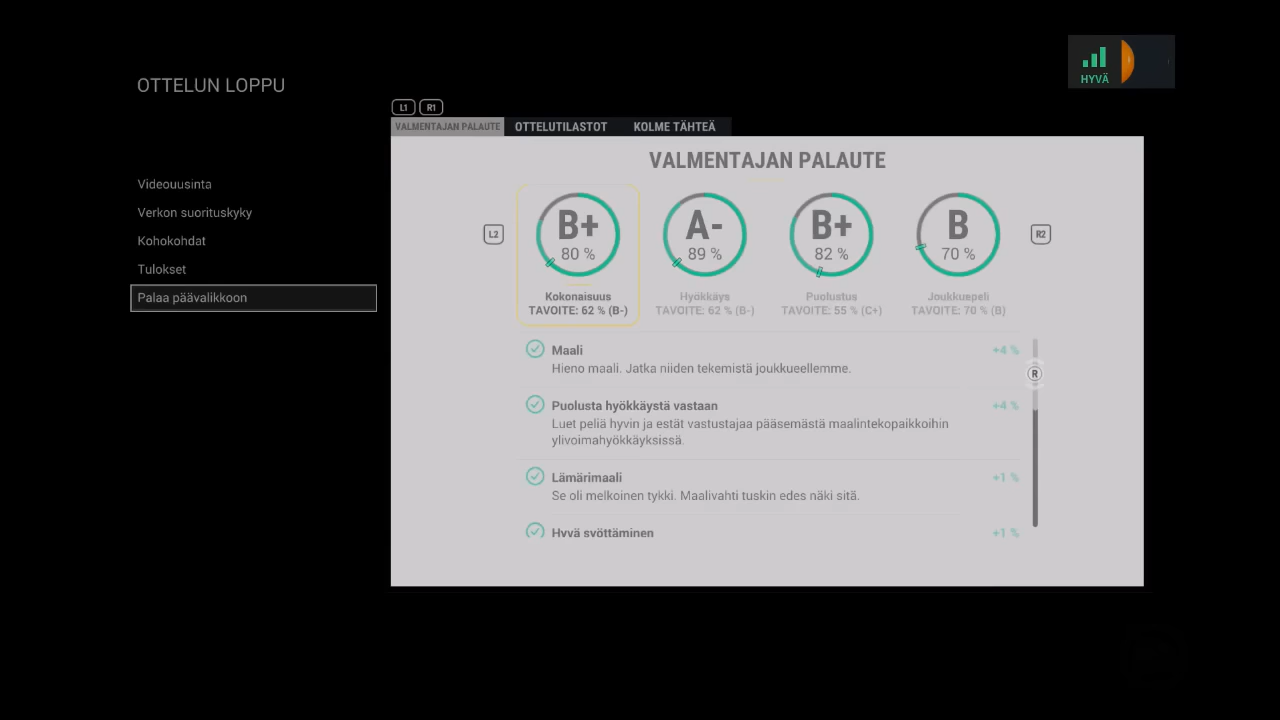 HYVÄ
OTTELUN LOPPU
L1 R1
VALMENTAJAN PALAUTE OTTELUTILASTOT KOLME TÄHTEÄ
VALMENTAJAN PALAUTE
Videouusinta
Verkon suorituskyky
Kohokohdat
Tulokset
Palaa päävalikkoon
L2
B+
80 %
Kokonaisuus
TAVOITE: 62 % (B-)
A-
89 %
Hyökkäys
TAVOITE: 62 % (B-)
B+
82 %
Puolustus
TAVOITE: 55 % (C+)
B
70 %
Joukkuepeli
TAVOITE: 70 % (B)
R2
Maali +4 %
Hieno maali. Jatka niiden tekemistä joukkueellemme.
R
Puolusta hyökkäystä vastaan +4 %
Luet peliä hyvin ja estät vastustajaa pääsemästä maalintekopaikkoihin
ylivoimahyökkäyksissä.
Lämärimaali +1 %
Se oli melkoinen tykki. Maalivahti tuskin edes näki sitä.
Hyvä syöttäminen +1 %